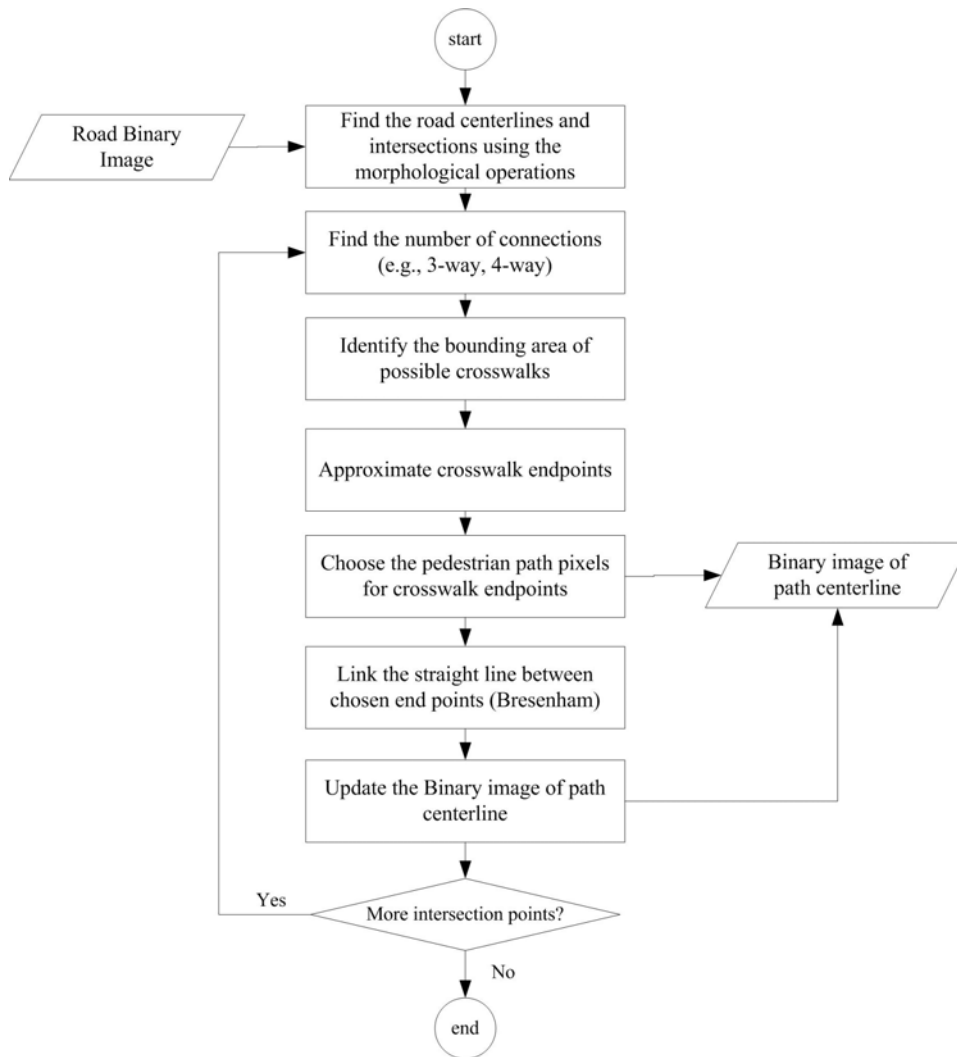 start
Road Binary
Image
Find the road centerlines and
intersections using the
morphological operations
Find the number of connections
(e.g., 3-way, 4-way)
Identify the bounding area of
possible crosswalks
Approximate crosswalk endpoints
Choose the pedestrian path pixels
for crosswalk endpoints
Binary image of
path centerline
Link the straight line between
chosen end points (Bresenham)
Update the Binary image of path
centerline
More intersection points?
Yes
No
end